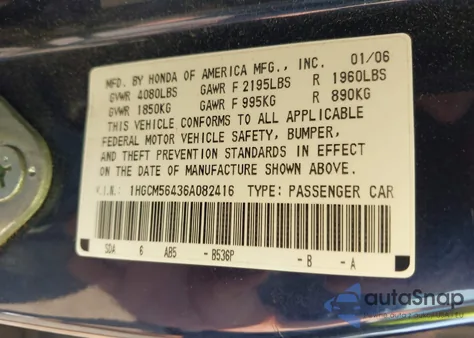 MFD. BY HONDA OF AMERICA MFG., INC. 01/06
GVWR 4080LBS GAWR F 2195LBS R 1960LBS
GVWR 1850KG GAWR F 995KG R 890KG
THIS VEHICLE CONFORMS TO ALL APPLICABLE
FEDERAL MOTOR VEHICLE SAFETY, BUMPER,
AND THEFT PREVENTION STANDARDS IN EFFECT
ON THE DATE OF MANUFACTURE SHOWN ABOVE.
V.I.N.: 1HGCM56436A082416 TYPE: PASSENGER CAR
SDA 6 AB5 - B536P - B - A
autoSnap